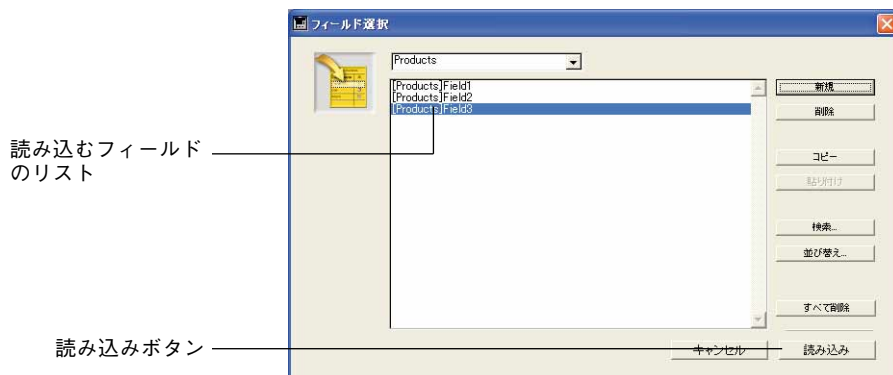 フィールド選択
Products
[Products]Field1
[Products]Field2
[Products]Field3
新規
削除
読み込むフィールド
のリスト
コピー
貼り付け
検索...
並び替え...
すべて削除
読み込みボタン
キャンセル
読み込み